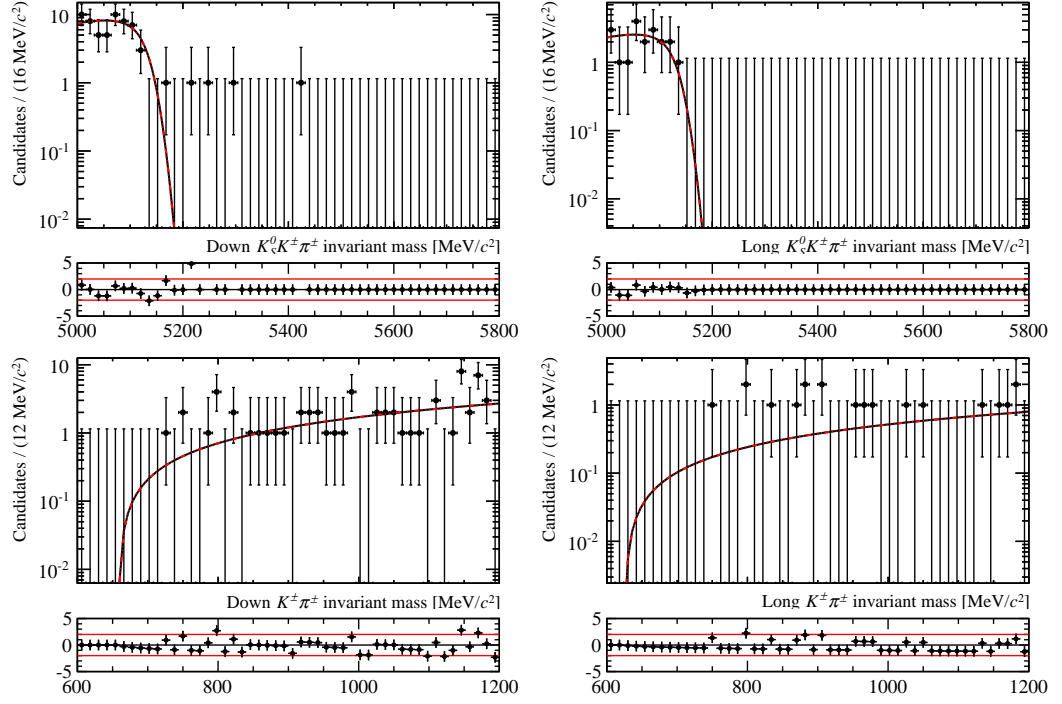 Candidates / (16 MeV/c²)
10
1
10⁻¹
10⁻²
Down K⁰S K± π± invariant mass [MeV/c²]
5
0
-5
5000 5200 5400 5600 5800
Candidates / (16 MeV/c²)
10
1
10⁻¹
10⁻²
Long K⁰S K± π± invariant mass [MeV/c²]
5
0
-5
5000 5200 5400 5600 5800
Candidates / (12 MeV/c²)
10
1
10⁻¹
10⁻²
Down K± π± invariant mass [MeV/c²]
5
0
-5
600 800 1000 1200
Candidates / (12 MeV/c²)
1
10⁻¹
10⁻²
Long K± π± invariant mass [MeV/c²]
5
0
-5
600 800 1000 1200